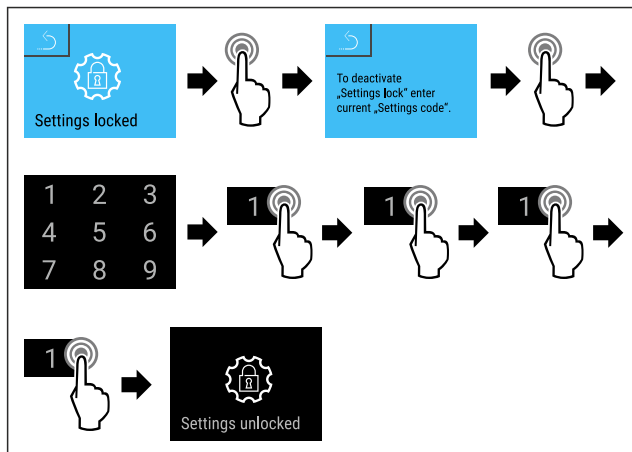 Settings locked
To deactivate
„Settings lock” enter
current „Settings code”.
1 2 3
4 5 6
7 8 9
1
1
1
1
Settings unlocked